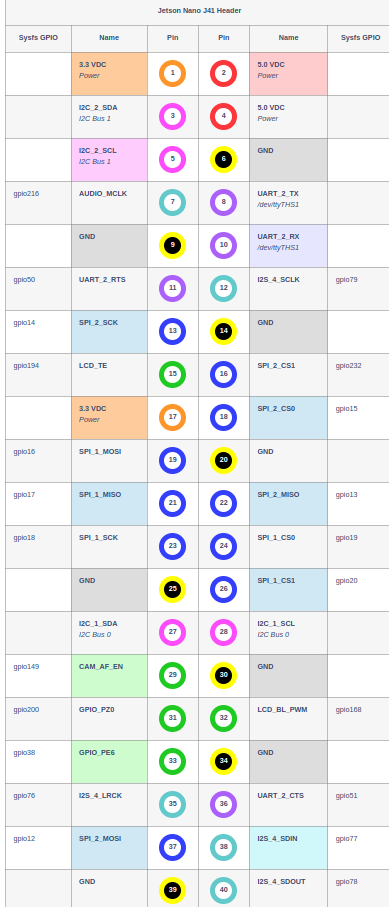 Jetson Nano J41 Header
Sysfs GPIO Name Pin Pin Name Sysfs GPIO
3.3 VDC 1 2 5.0 VDC
Power Power
I2C_2_SDA 3 4 5.0 VDC
I2C Bus 1 Power
I2C_2_SCL 5 6 GND
I2C Bus 1
gpio216 AUDIO_MCLK 7 8 UART_2_TX
/dev/ttyTHS1
GND 9 10 UART_2_RX
/dev/ttyTHS1
gpio50 UART_2_RTS 11 12 I2S_4_SCLK gpio79
gpio14 SPI_2_SCK 13 14 GND
gpio194 LCD_TE 15 16 SPI_2_CS1 gpio232
3.3 VDC 17 18 SPI_2_CS0 gpio15
Power
gpio16 SPI_1_MOSI 19 20 GND
gpio17 SPI_1_MISO 21 22 SPI_2_MISO gpio13
gpio18 SPI_1_SCK 23 24 SPI_1_CS0 gpio19
GND 25 26 SPI_1_CS1 gpio20
I2C_1_SDA 27 28 I2C_1_SCL
I2C Bus 0 I2C Bus 0
gpio149 CAM_AF_EN 29 30 GND
gpio200 GPIO_PZ0 31 32 LCD_BL_PWM gpio168
gpio38 GPIO_PE6 33 34 GND
gpio76 I2S_4_LRCK 35 36 UART_2_CTS gpio51
gpio12 SPI_2_MOSI 37 38 I2S_4_SDIN gpio77
GND 39 40 I2S_4_SDOUT gpio78